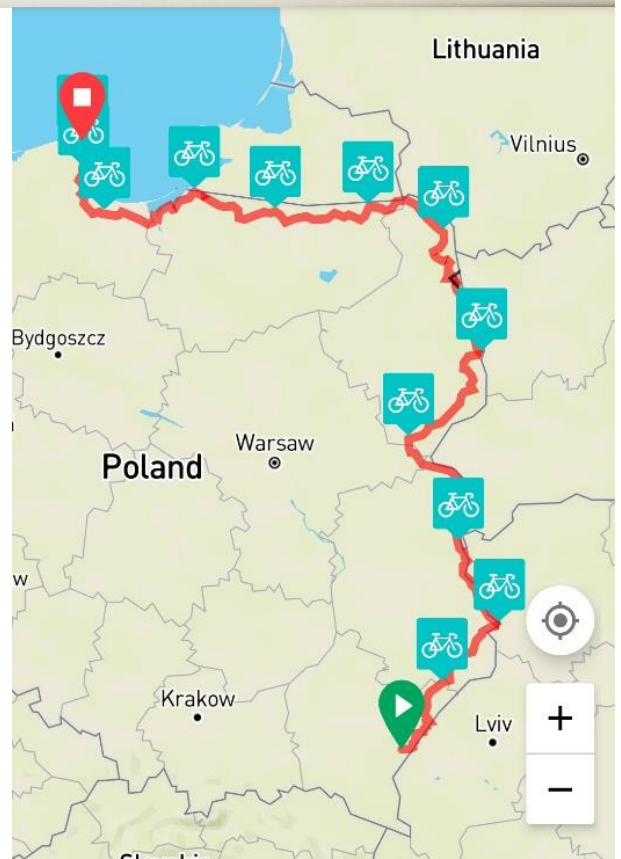 Lithuania
Vilnius
Bydgoszcz
Warsaw
Poland
w
Krakow
Lviv
+
−